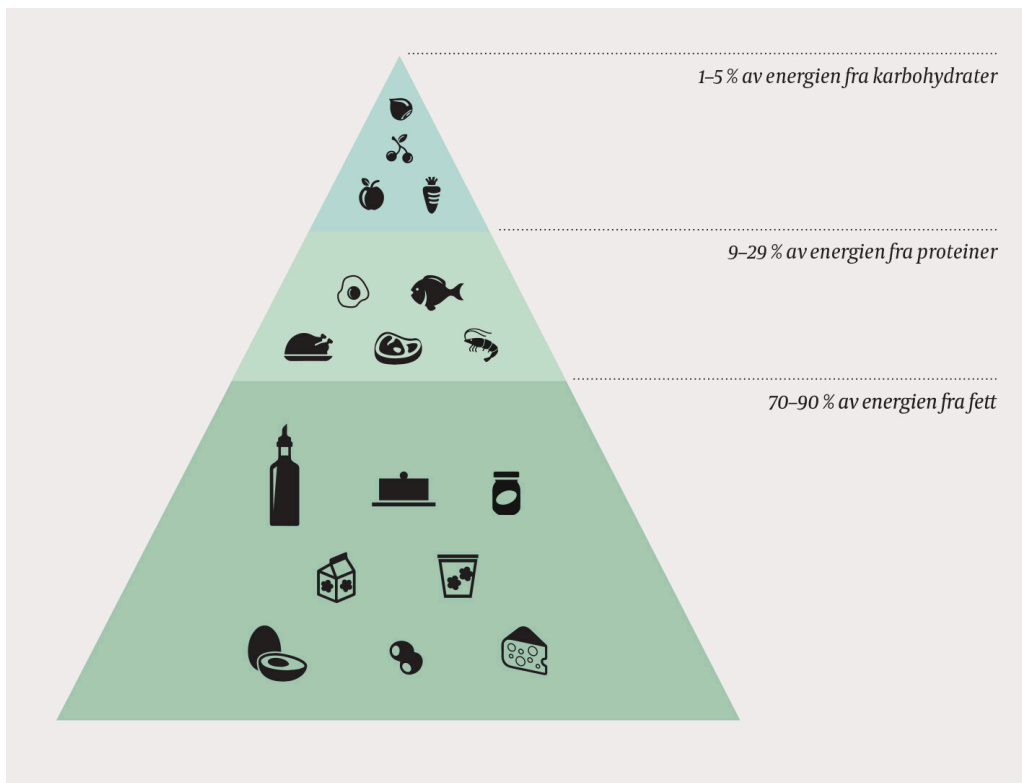 1–5 % av energien fra karbohydrater
9–29 % av energien fra proteiner
70–90 % av energien fra fett